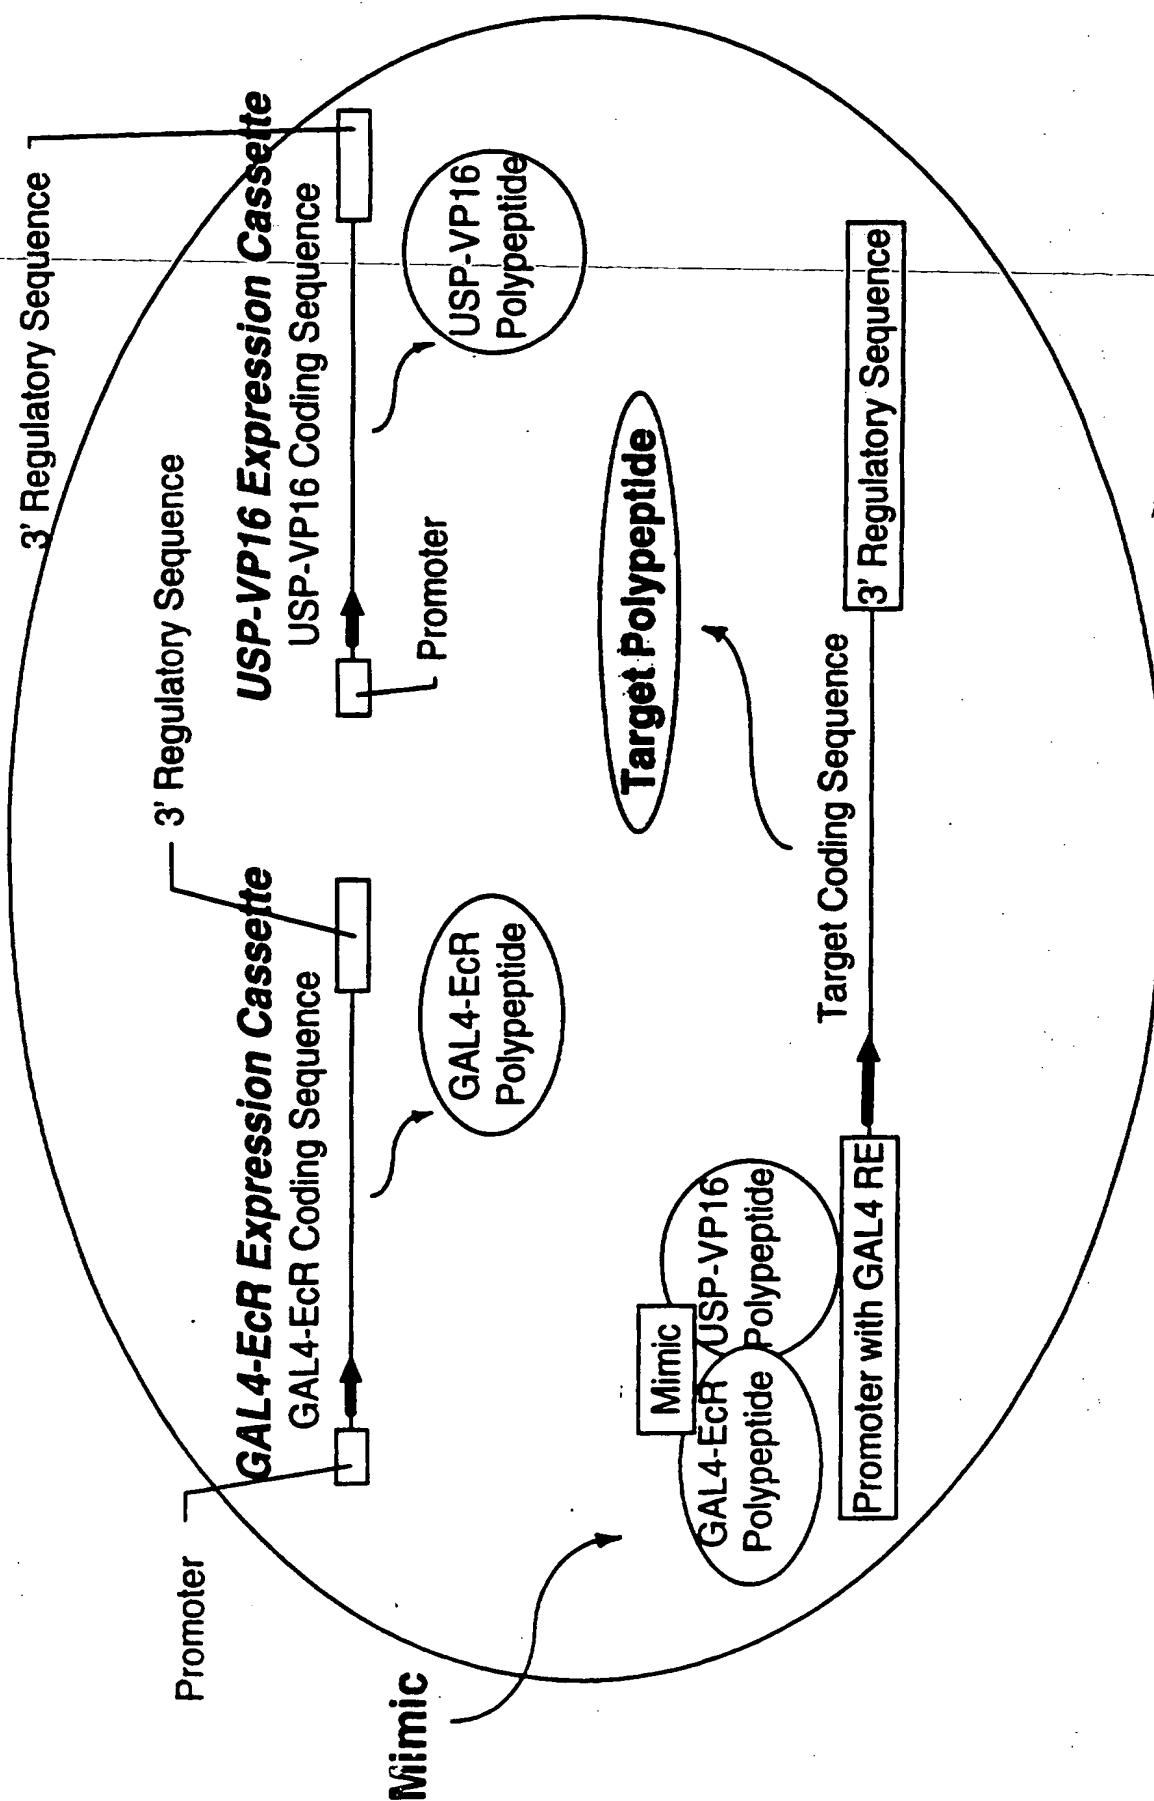 3' Regulatory Sequence
3' Regulatory Sequence
Promoter
GAL4-EcR Expression Cassette
GAL4-EcR Coding Sequence
USP-VP16 Expression Cassette
USP-VP16 Coding Sequence
Promoter
Mimic
GAL4-EcR
Polypeptide
USP-VP16
Polypeptide
Target Polypeptide
Mimic
GAL4-EcR
Polypeptide
USP-VP16
Polypeptide
Target Coding Sequence
Promoter with GAL4 RE
3' Regulatory Sequence